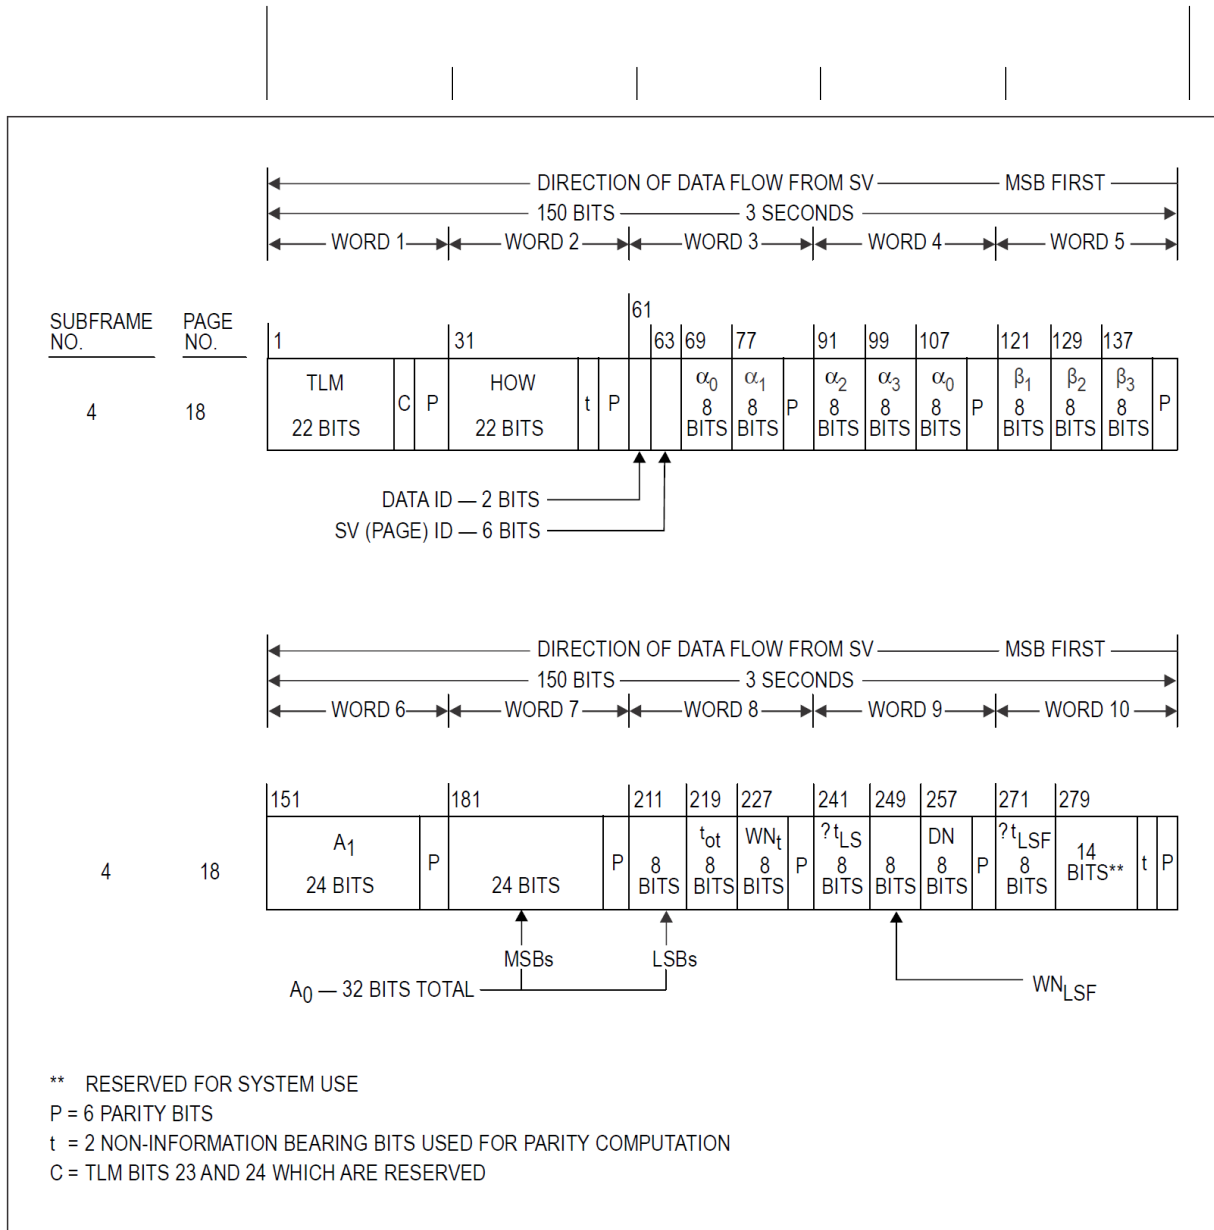 DIRECTION OF DATA FLOW FROM SV MSB FIRST
150 BITS 3 SECONDS
WORD 1 WORD 2 WORD 3 WORD 4 WORD 5
SUBFRAME NO. PAGE NO.
1 31 61 63 69 77 91 99 107 121 129 137
4 18
TLM 22 BITS C P HOW 22 BITS t P α0 8 BITS α1 8 BITS P α2 8 BITS α3 8 BITS α0 8 BITS P β1 8 BITS β2 8 BITS β3 8 BITS P
DATA ID — 2 BITS
SV (PAGE) ID — 6 BITS
DIRECTION OF DATA FLOW FROM SV MSB FIRST
150 BITS 3 SECONDS
WORD 6 WORD 7 WORD 8 WORD 9 WORD 10
151 181 211 219 227 241 249 257 271 279
4 18
A1 24 BITS P 24 BITS P 8 BITS tot 8 BITS WNt 8 BITS P ?tLS 8 BITS 8 BITS DN 8 BITS P ?tLSF 8 BITS 14 BITS** t P
MSBs LSBs
A0 — 32 BITS TOTAL
WNLSF
** RESERVED FOR SYSTEM USE
P = 6 PARITY BITS
t = 2 NON-INFORMATION BEARING BITS USED FOR PARITY COMPUTATION
C = TLM BITS 23 AND 24 WHICH ARE RESERVED